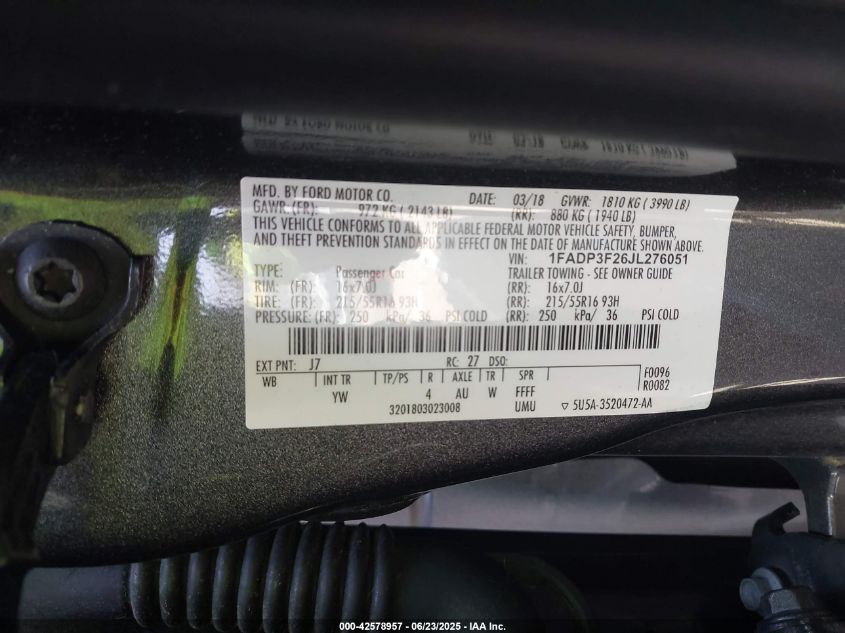 MFD. BY FORD MOTOR CO. DATE: 03/18 GVWR: 1810 KG ( 3990 LB)
GAWR: (FR): 972 KG ( 2143 LB) (RR): 880 KG ( 1940 LB)
THIS VEHICLE CONFORMS TO ALL APPLICABLE FEDERAL MOTOR VEHICLE SAFETY, BUMPER,
AND THEFT PREVENTION STANDARDS IN EFFECT ON THE DATE OF MANUFACTURE SHOWN ABOVE.
VIN: 1FADP3F26JL276051
TYPE: Passenger Car TRAILER TOWING - SEE OWNER GUIDE
RIM: (FR): 16x7.0J (RR): 16x7.0J
TIRE: (FR): 215/55R16 93H (RR): 215/55R16 93H
PRESSURE: (FR): 250 kPa/ 36 PSI COLD (RR): 250 kPa/ 36 PSI COLD
EXT PNT: J7 RC: 27 DSO: F0096
WB INT TR TP/PS R AXLE TR SPR R0082
YW 4 AU W FFFF
3201803023008 UMU ▽ 5U5A-3520472-AA
000-42578957 - 06/23/2025 - IAA Inc.